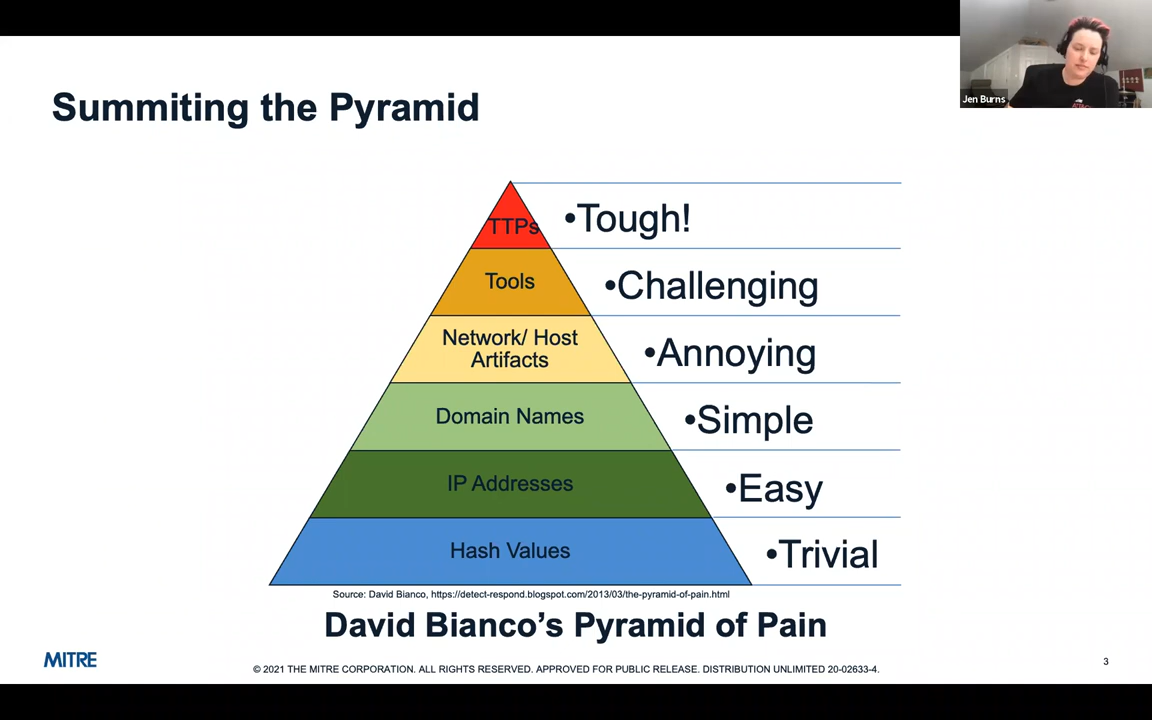 Jen Burns
Summiting the Pyramid
TTPs
•Tough!
Tools
•Challenging
Network/ Host
Artifacts
•Annoying
Domain Names
•Simple
IP Addresses
•Easy
Hash Values
•Trivial
Source: David Bianco, https://detect-respond.blogspot.com/2013/03/the-pyramid-of-pain.html
David Bianco’s Pyramid of Pain
MITRE
© 2021 THE MITRE CORPORATION. ALL RIGHTS RESERVED. APPROVED FOR PUBLIC RELEASE. DISTRIBUTION UNLIMITED 20-02633-4.
3